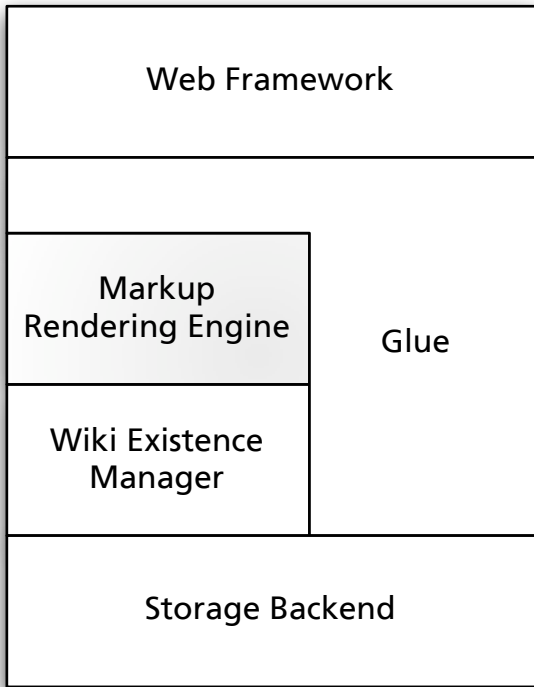 Web Framework
Markup
Rendering Engine
Glue
Wiki Existence
Manager
Storage Backend